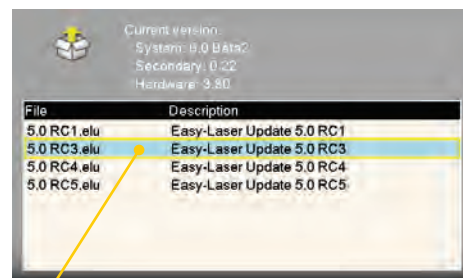 Current version:
System: 6.0 Beta2
Secondary: 0.22
Hardware: 3.80
File Description
5.0 RC1.elu Easy-Laser Update 5.0 RC1
5.0 RC3.elu Easy-Laser Update 5.0 RC3
5.0 RC4.elu Easy-Laser Update 5.0 RC4
5.0 RC5.elu Easy-Laser Update 5.0 RC5